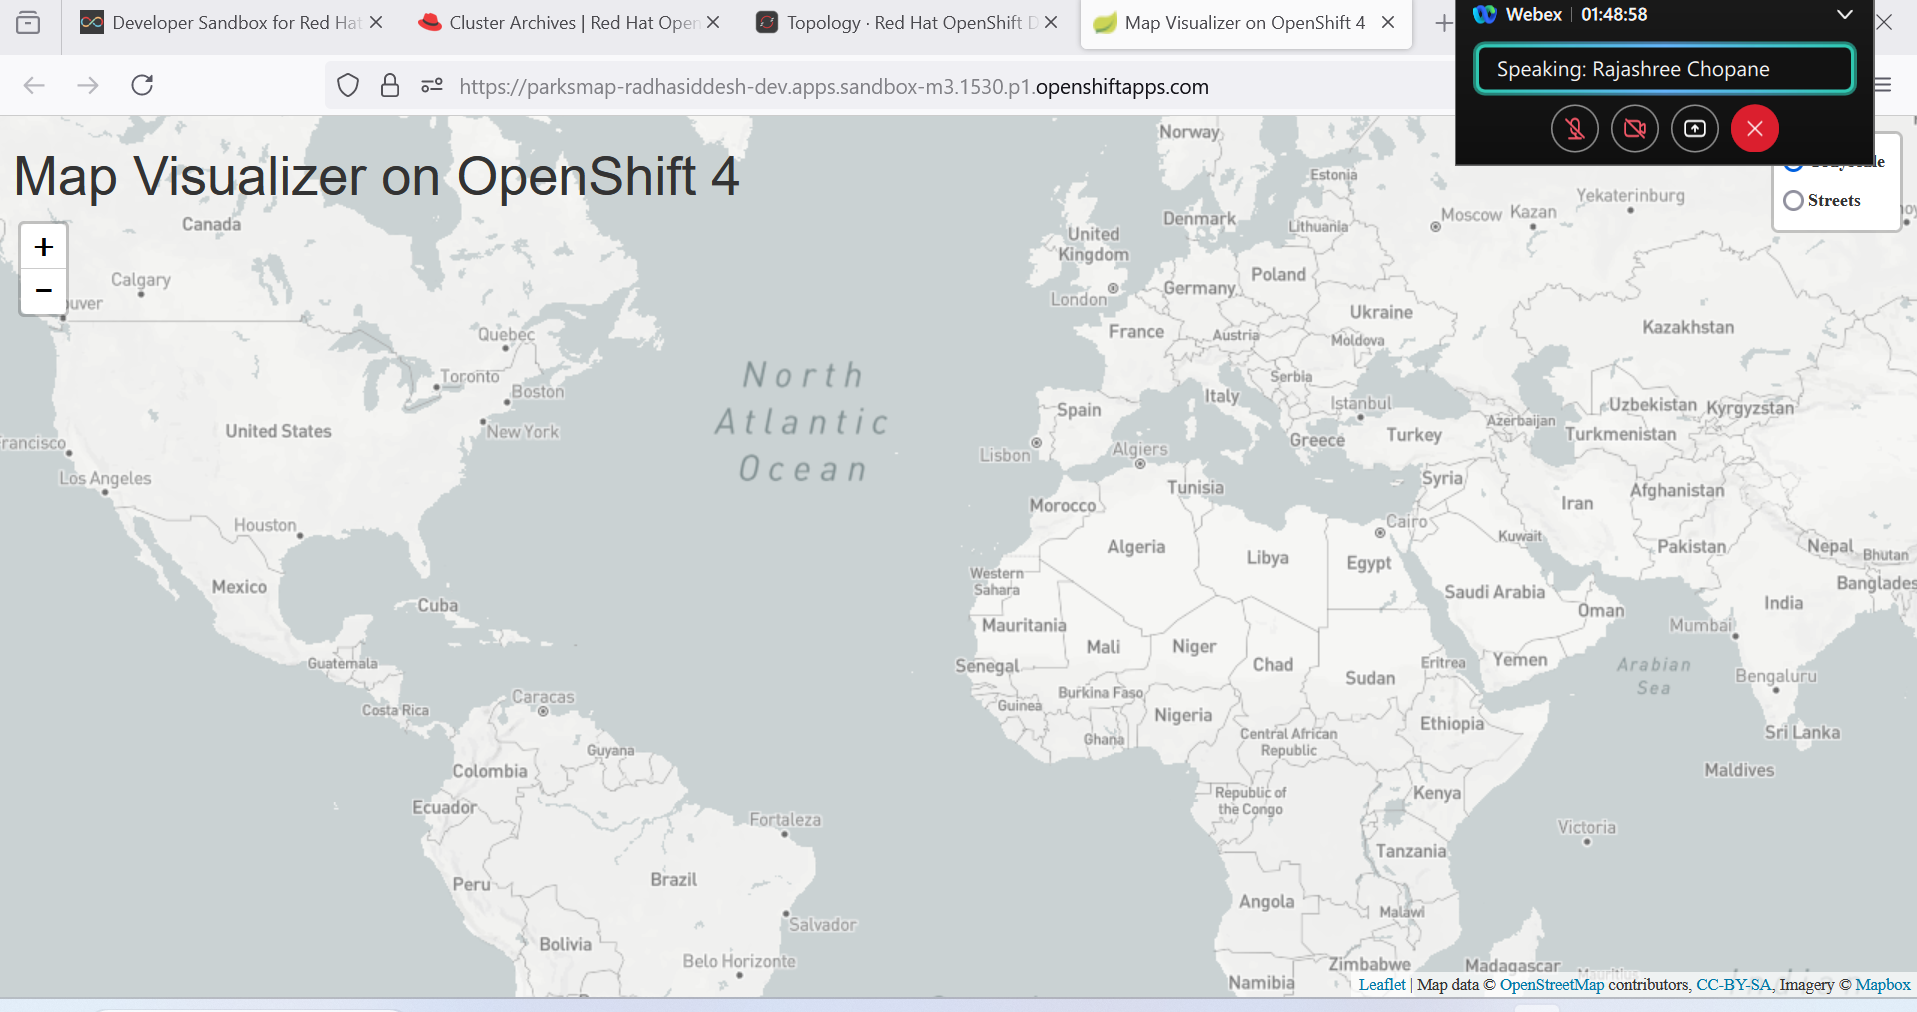 Developer Sandbox for Red Hat
Cluster Archives | Red Hat Open
Topology · Red Hat OpenShift D
Map Visualizer on OpenShift 4
Webex | 01:48:58
Speaking: Rajashree Chopane
https://parksmap-radhasiddesh-dev.apps.sandbox-m3.1530.p1.openshiftapps.com
Map Visualizer on OpenShift 4
+
−
Streets
Norway
Estonia
Yekaterinburg
Moscow
Kazan
Denmark
Lithuania
Canada
United
Kingdom
Poland
Calgary
Germany
London
uver
Ukraine
France
Austria
Moldova
Kazakhstan
Quebec
Toronto
Boston
North
Atlantic
Ocean
Serbia
Italy
Istanbul
Spain
Uzbekistan
Kyrgyzstan
Azerbaijan
United States
New York
Greece
Turkey
Turkmenistan
rancisco
Lisbon
Algiers
Los Angeles
Tunisia
Syria
Afghanistan
Morocco
Iran
Houston
Cairo
Kuwait
Algeria
Libya
Egypt
Pakistan
Nepal
Bhutan
Western
Sahara
Mexico
Saudi Arabia
Banglades
Cuba
Oman
India
Mauritania
Mumbai
Mali
Niger
Chad
Sudan
Eritrea
Yemen
Arabian
Sea
Guatemala
Senegal
Bengaluru
Caracas
Burkina Faso
Costa Rica
Guinea
Nigeria
Ethiopia
Ghana
Central African
Republic
Sri Lanka
Guyana
Colombia
Maldives
Ecuador
Republic of
the Congo
Kenya
Fortaleza
Victoria
Tanzania
Peru
Brazil
Angola
Malawi
Salvador
Bolivia
Belo Horizonte
Zimbabwe
Madagascar
Namibia
Leaflet | Map data © OpenStreetMap contributors, CC-BY-SA, Imagery © Mapbox